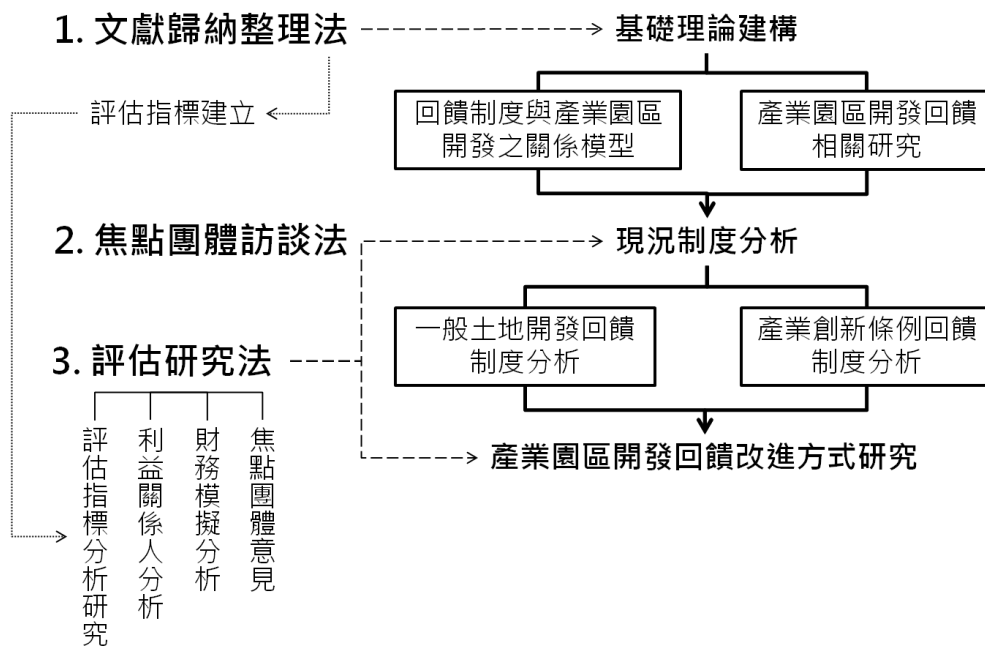 1. 文獻歸納整理法
基礎理論建構
評估指標建立
回饋制度與產業園區
開發之關係模型
產業園區開發回饋
相關研究
2. 焦點團體訪談法
現況制度分析
一般土地開發回饋
制度分析
產業創新條例回饋
制度分析
3. 評估研究法
評估指標分析研究
利益關係人分析
財務模擬分析
焦點團體意見
產業園區開發回饋改進方式研究